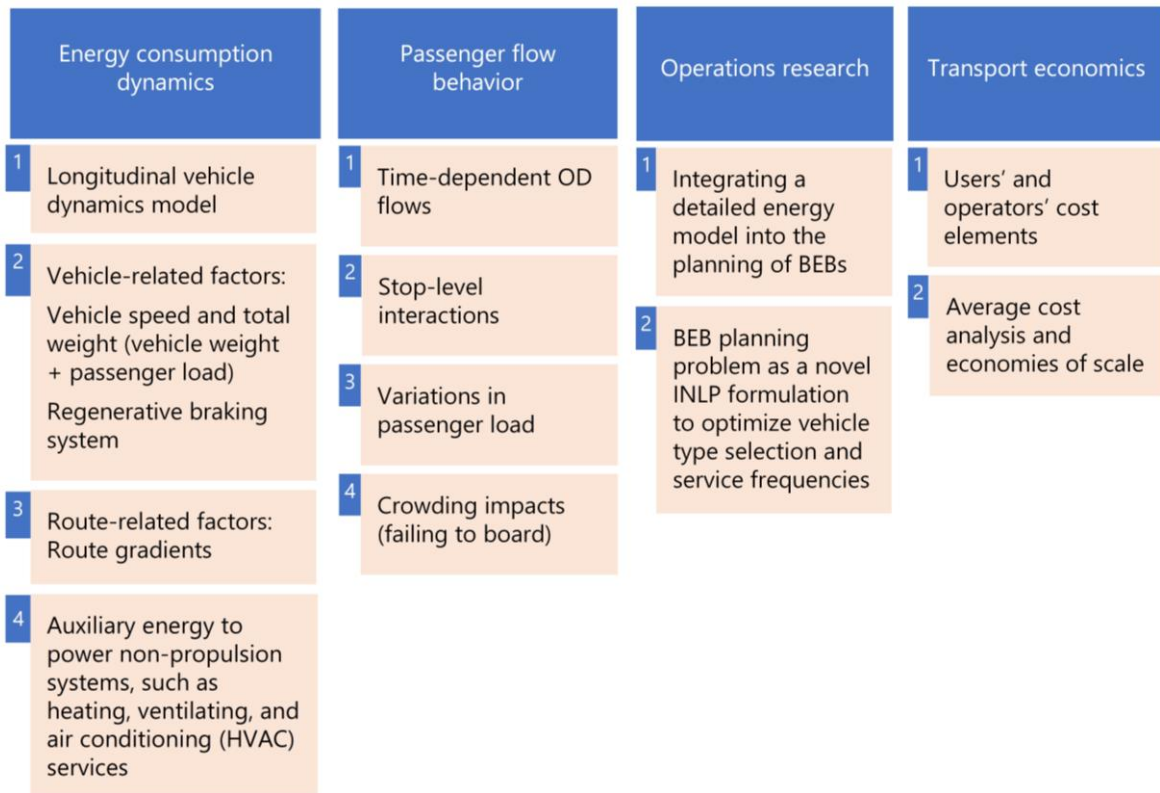 Energy consumption
dynamics
1
Longitudinal vehicle
dynamics model
2
Vehicle-related factors:
Vehicle speed and total
weight (vehicle weight
+ passenger load)
Regenerative braking
system
3
Route-related factors:
Route gradients
4
Auxiliary energy to
power non-propulsion
systems, such as
heating, ventilating, and
air conditioning (HVAC)
services
Passenger flow
behavior
1
Time-dependent OD
flows
2
Stop-level
interactions
3
Variations in
passenger load
4
Crowding impacts
(failing to board)
Operations research
1
Integrating a
detailed energy
model into the
planning of BEBs
2
BEB planning
problem as a novel
INLP formulation
to optimize vehicle
type selection and
service frequencies
Transport economics
1
Users’ and
operators’ cost
elements
2
Average cost
analysis and
economies of scale